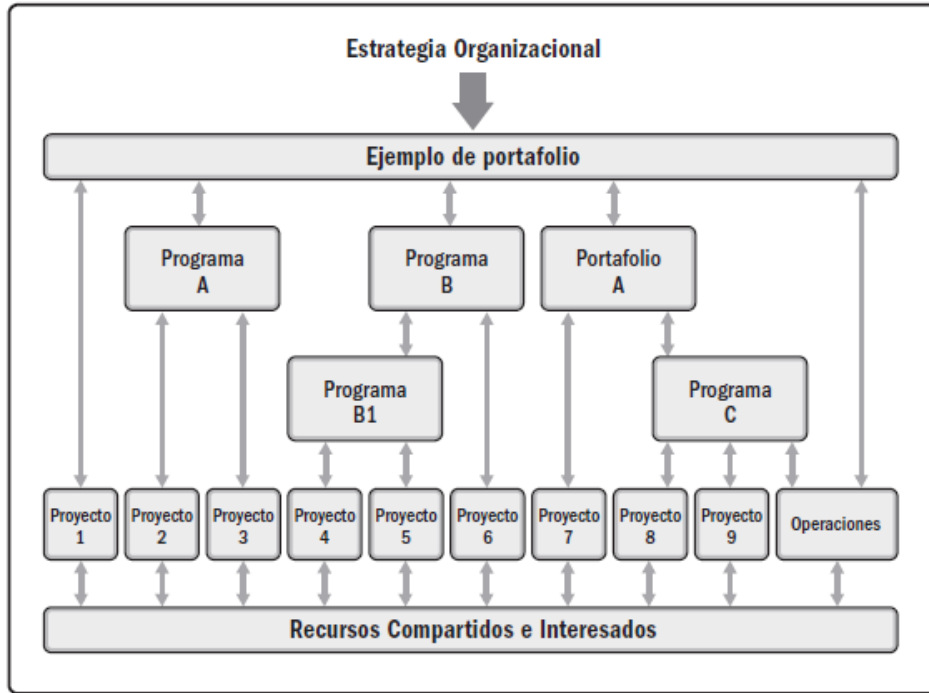 Estrategia Organizacional
Ejemplo de portafolio
Programa
A
Programa
B
Portafolio
A
Programa
B1
Programa
C
Proyecto
1
Proyecto
2
Proyecto
3
Proyecto
4
Proyecto
5
Proyecto
6
Proyecto
7
Proyecto
8
Proyecto
9
Operaciones
Recursos Compartidos e Interesados